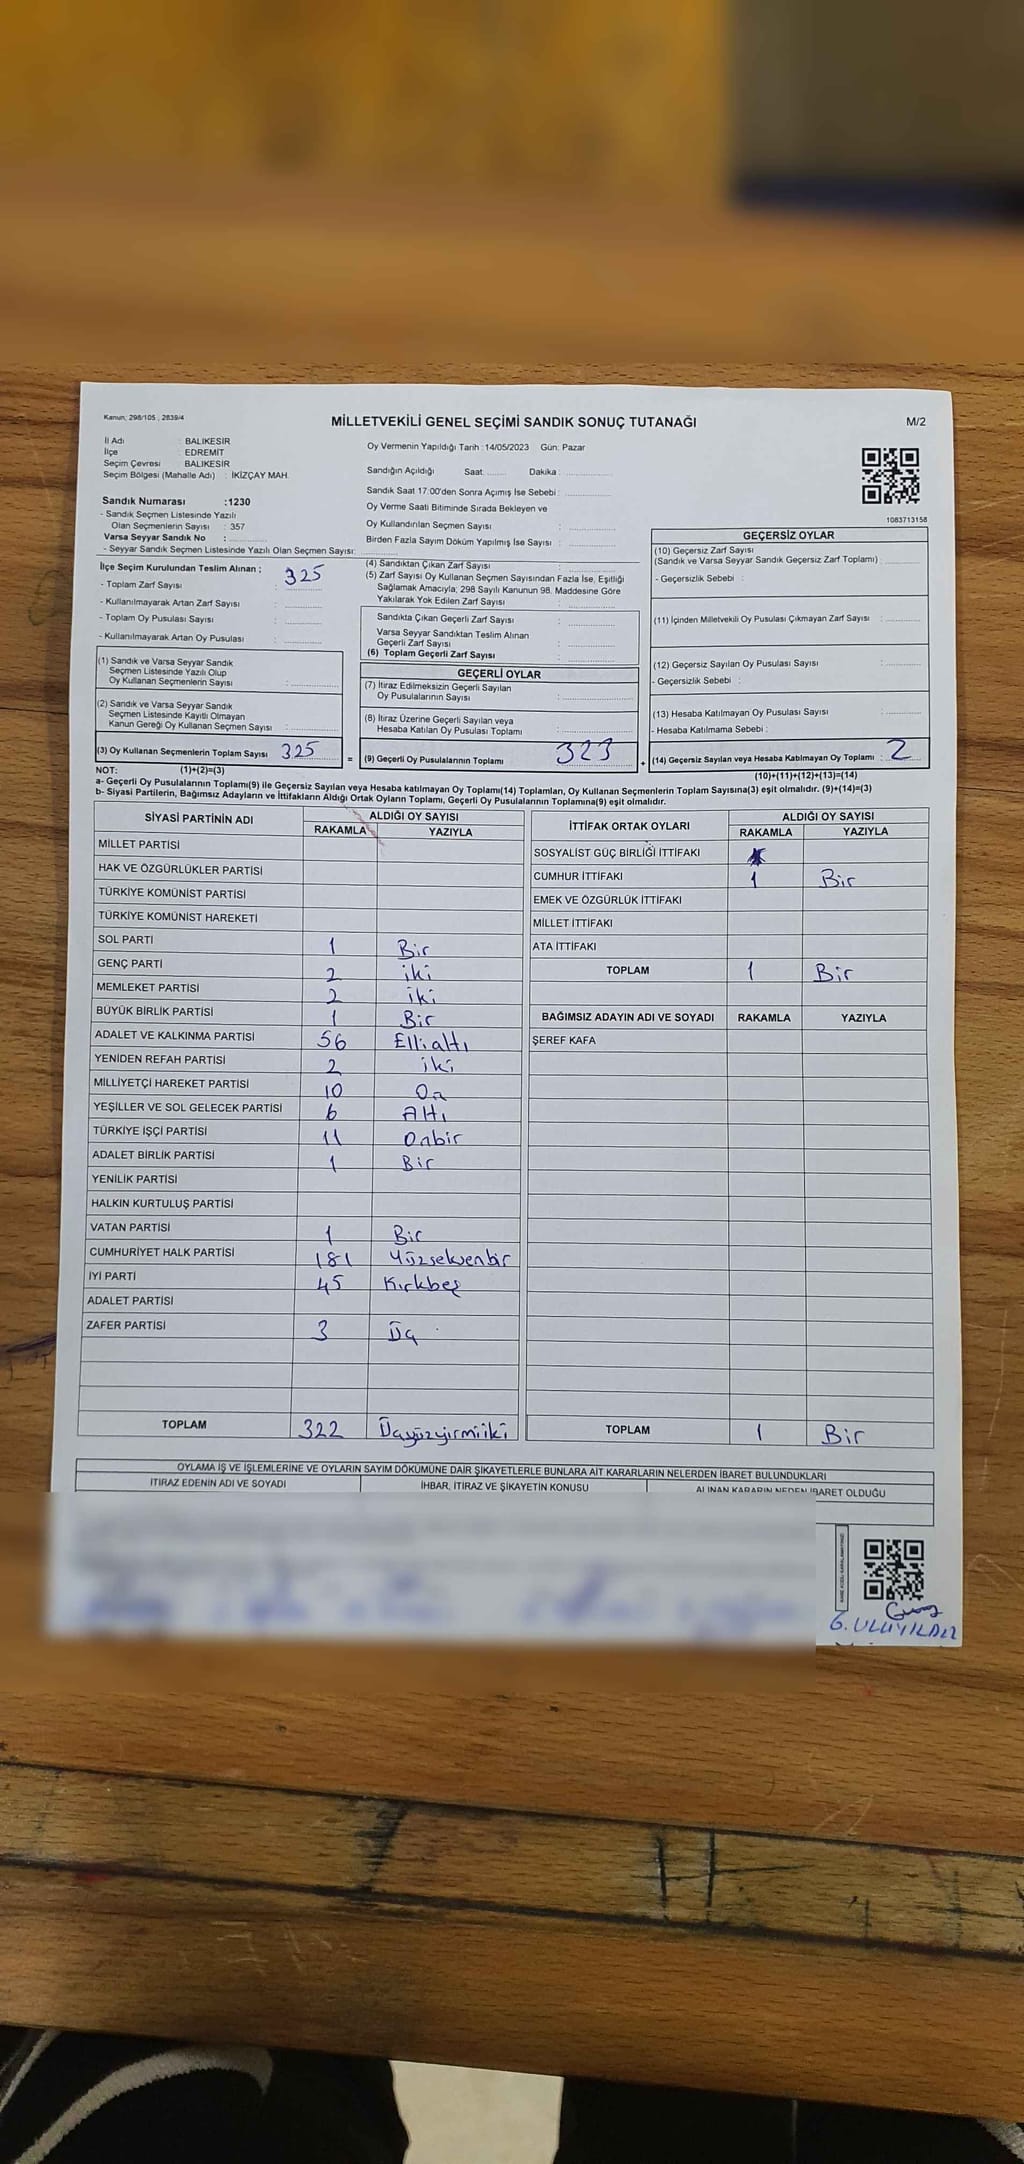 Kanun: 298/105 , 2839/4
MİLLETVEKİLİ GENEL SEÇİMİ SANDIK SONUÇ TUTANAĞI
M/2
İl Adı : BALIKESİR
İlçe : EDREMİT
Seçim Çevresi : BALIKESİR
Seçim Bölgesi (Mahalle Adı) : İKİZÇAY MAH.
Sandık Numarası :1230
- Sandık Seçmen Listesinde Yazılı
Olan Seçmenlerin Sayısı : 357
Varsa Seyyar Sandık No :
- Seyyar Sandık Seçmen Listesinde Yazılı Olan Seçmen Sayısı:
Oy Vermenin Yapıldığı Tarih : 14/05/2023 Gün: Pazar
Sandığın Açıldığı Saat: Dakika :
Sandık Saat 17:00'den Sonra Açımış İse Sebebi :
Oy Verme Saati Bitiminde Sırada Bekleyen ve
Oy Kullandırılan Seçmen Sayısı :
Birden Fazla Sayım Döküm Yapılmış İse Sayısı :
1083713158
İlçe Seçim Kurulundan Teslim Alınan :
- Toplam Zarf Sayısı : 325
- Kullanılmayarak Artan Zarf Sayısı :
- Toplam Oy Pusulası Sayısı :
- Kullanılmayarak Artan Oy Pusulası :
(4) Sandıktan Çıkan Zarf Sayısı :
(5) Zarf Sayısı Oy Kullanan Seçmen Sayısından Fazla İse, Eşitliği
Sağlamak Amacıyla; 298 Sayılı Kanunun 98. Maddesine Göre
Yakılarak Yok Edilen Zarf Sayısı :
Sandıkta Çıkan Geçerli Zarf Sayısı :
Varsa Seyyar Sandıktan Teslim Alınan
Geçerli Zarf Sayısı :
(6) Toplam Geçerli Zarf Sayısı :
GEÇERSİZ OYLAR
(10) Geçersiz Zarf Sayısı
(Sandık ve Varsa Seyyar Sandık Geçersiz Zarf Toplamı) :
- Geçersizlik Sebebi :
(11) İçinden Milletvekili Oy Pusulası Çıkmayan Zarf Sayısı :
(12) Geçersiz Sayılan Oy Pusulası Sayısı :
- Geçersizlik Sebebi :
(13) Hesaba Katılmayan Oy Pusulası Sayısı :
- Hesaba Katılmama Sebebi :
(1) Sandık ve Varsa Seyyar Sandık
Seçmen Listesinde Yazılı Olup
Oy Kullanan Seçmenlerin Sayısı :
(2) Sandık ve Varsa Seyyar Sandık
Seçmen Listesinde Kayıtlı Olmayan
Kanun Gereği Oy Kullanan Seçmen Sayısı :
GEÇERLİ OYLAR
(7) İtiraz Edilmeksizin Geçerli Sayılan
Oy Pusulalarının Sayısı :
(8) İtiraz Üzerine Geçerli Sayılan veya
Hesaba Katılan Oy Pusulası Toplamı :
(3) Oy Kullanan Seçmenlerin Toplam Sayısı : 325 = (9) Geçerli Oy Pusulalarının Toplamı : 323 + (14) Geçersiz Sayılan veya Hesaba Katılmayan Oy Toplamı : 2
NOT: (1)+(2)=(3)
(10)+(11)+(12)+(13)=(14)
a- Geçerli Oy Pusulalarının Toplamı(9) ile Geçersiz Sayılan veya Hesaba katılmayan Oy Toplamı(14) Toplamları, Oy Kullanan Seçmenlerin Toplam Sayısına(3) eşit olmalıdır. (9)+(14)=(3)
b- Siyasi Partilerin, Bağımsız Adayların ve İttifakların Aldığı Ortak Oyların Toplamı, Geçerli Oy Pusulalarının Toplamına(9) eşit olmalıdır.
SİYASİ PARTİNİN ADI
ALDIĞI OY SAYISI
RAKAMLA YAZIYLA
MİLLET PARTİSİ
HAK VE ÖZGÜRLÜKLER PARTİSİ
TÜRKİYE KOMÜNİST PARTİSİ
TÜRKİYE KOMÜNİST HAREKETİ
SOL PARTİ 1 Bir
GENÇ PARTİ 2 iki
MEMLEKET PARTİSİ 2 iki
BÜYÜK BİRLİK PARTİSİ 1 Bir
ADALET VE KALKINMA PARTİSİ 56 Elli altı
YENİDEN REFAH PARTİSİ 2 iki
MİLLİYETÇİ HAREKET PARTİSİ 10 On
YEŞİLLER VE SOL GELECEK PARTİSİ 6 Altı
TÜRKİYE İŞÇİ PARTİSİ 11 Onbir
ADALET BİRLİK PARTİSİ 1 Bir
YENİLİK PARTİSİ
HALKIN KURTULUŞ PARTİSİ
VATAN PARTİSİ 1 Bir
CUMHURİYET HALK PARTİSİ 181 Yüzseksenbir
İYİ PARTİ 45 Kırkbeş
ADALET PARTİSİ
ZAFER PARTİSİ 3 Üç
TOPLAM 322 Üçyüzyirmiiki
İTTİFAK ORTAK OYLARI
ALDIĞI OY SAYISI
RAKAMLA YAZIYLA
SOSYALİST GÜÇ BİRLİĞİ İTTİFAKI
CUMHUR İTTİFAKI 1 Bir
EMEK VE ÖZGÜRLÜK İTTİFAKI
MİLLET İTTİFAKI
ATA İTTİFAKI
TOPLAM 1 Bir
BAĞIMSIZ ADAYIN ADI VE SOYADI RAKAMLA YAZIYLA
ŞEREF KAFA
TOPLAM 1 Bir
OYLAMA İŞ VE İŞLEMLERİNE VE OYLARIN SAYIM DÖKÜMÜNE DAİR ŞİKAYETLERLE BUNLARA AİT KARARLARIN NELERDEN İBARET BULUNDUKLARI
İTİRAZ EDENİN ADI VE SOYADI
İHBAR, İTİRAZ VE ŞİKAYETİN KONUSU
ALINAN KARARIN NEDEN İBARET OLDUĞU
G. ULUYILDIZ